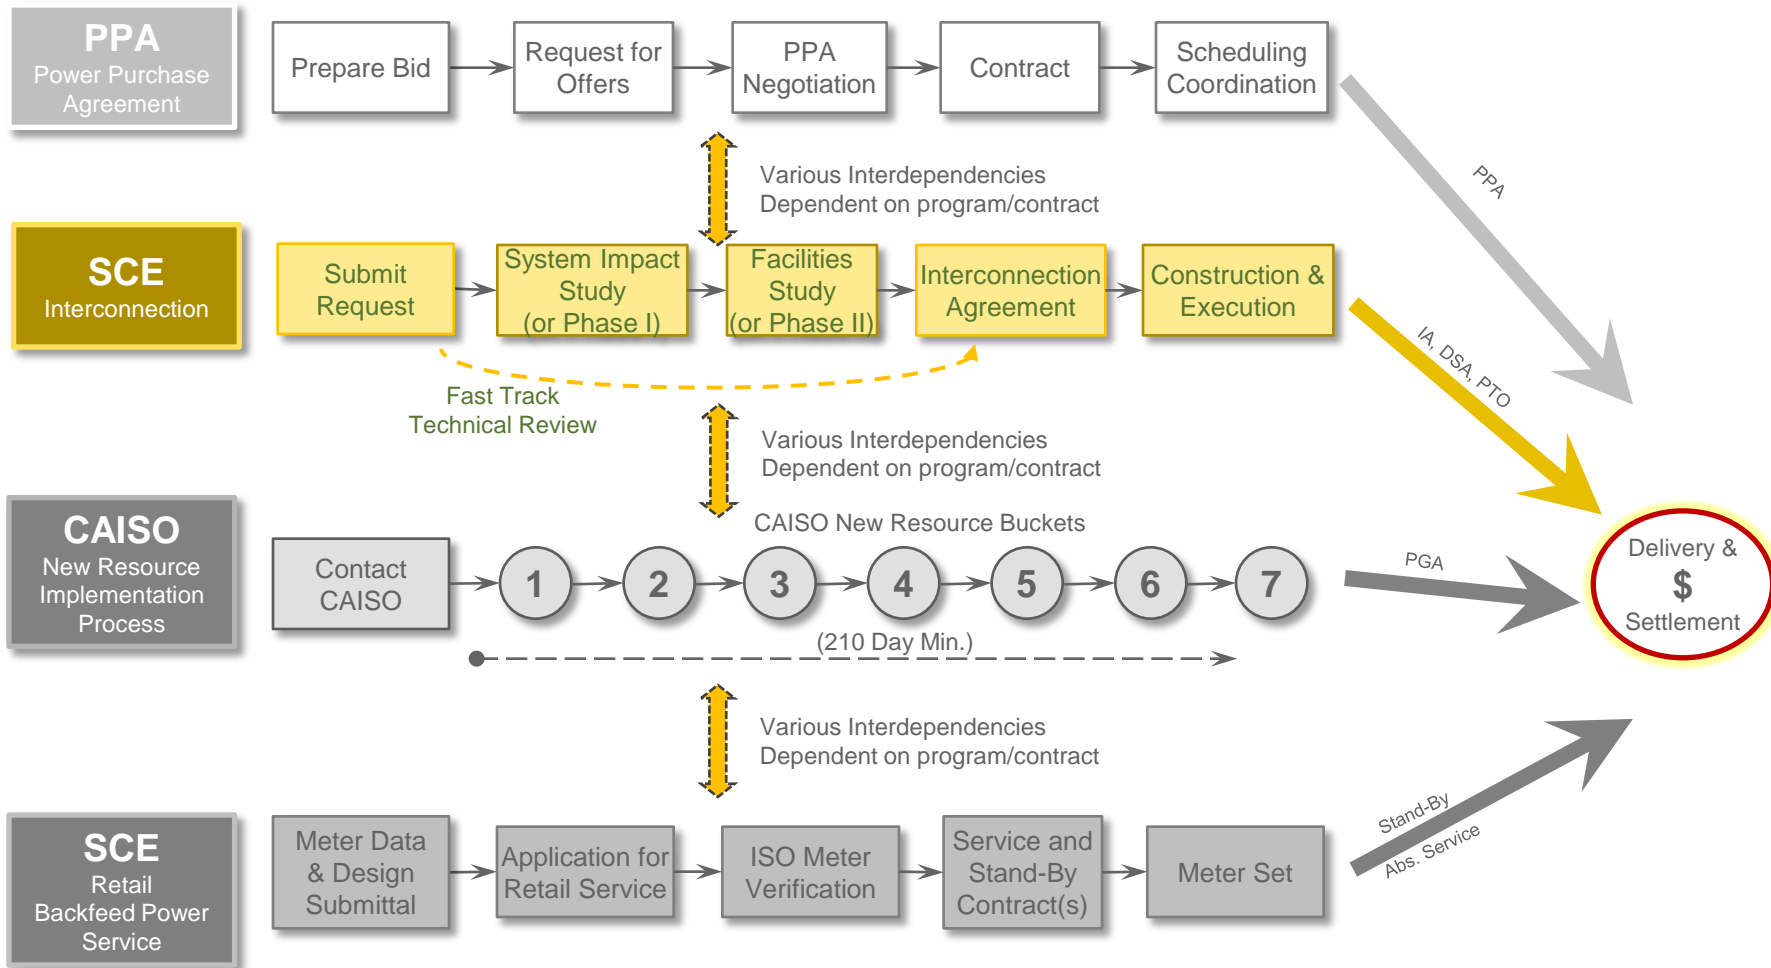 PPA
Power Purchase
Agreement
Prepare Bid
Request for
Offers
PPA
Negotiation
Contract
Scheduling
Coordination
PPA
Various Interdependencies
Dependent on program/contract
SCE
Interconnection
Submit
Request
System Impact
Study
(or Phase I)
Facilities
Study
(or Phase II)
Interconnection
Agreement
Construction &
Execution
IA, DSA, PTO
Fast Track
Technical Review
Various Interdependencies
Dependent on program/contract
CAISO
New Resource
Implementation
Process
CAISO New Resource Buckets
Contact
CAISO
1
2
3
4
5
6
7
(210 Day Min.)
PGA
Delivery &
$
Settlement
Various Interdependencies
Dependent on program/contract
SCE
Retail
Backfeed Power
Service
Meter Data
& Design
Submittal
Application for
Retail Service
ISO Meter
Verification
Service and
Stand-By
Contract(s)
Meter Set
Stand-By
Abs. Service